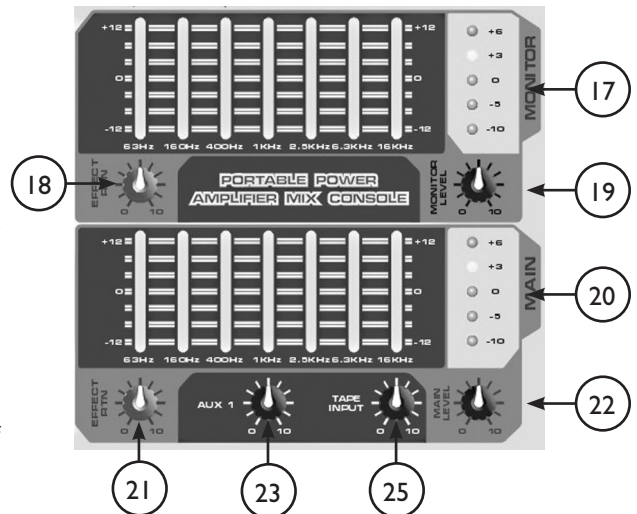 +12 +12 +6
+3
MONITOR
0 0 0
-5
-12 -12 -10
63Hz 160Hz 400Hz 1KHz 2.5KHz 6.3KHz 16KHz
17
18
EFFECT RTN
0 10
PORTABLE POWER
AMPLIFIER MIX CONSOLE
MONITOR LEVEL
0 10
19
+12 +12 +6
+3
MAIN
0 0 0
-5
-12 -12 -10
63Hz 160Hz 400Hz 1KHz 2.5KHz 6.3KHz 16KHz
20
EFFECT RTN
0 10
AUX 1
0 10
TAPE
INPUT
0 10
MAIN LEVEL
0 10
22
21 23 25